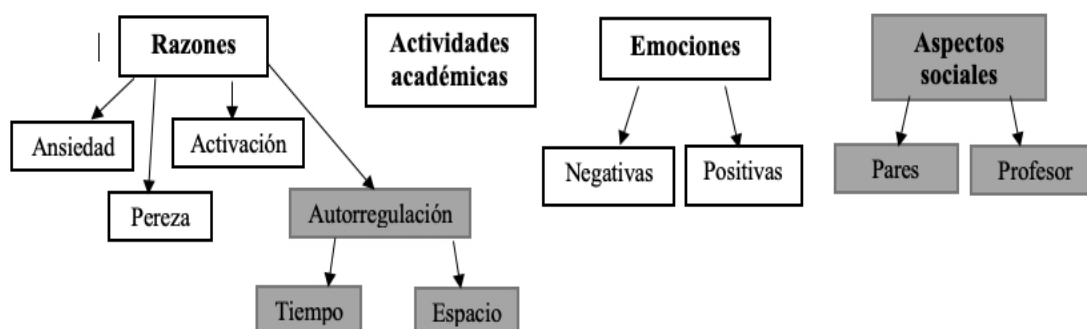 Razones
Actividades
académicas
Emociones
Aspectos
sociales
Ansiedad
Activación
Negativas
Positivas
Pares
Profesor
Pereza
Autorregulación
Tiempo
Espacio